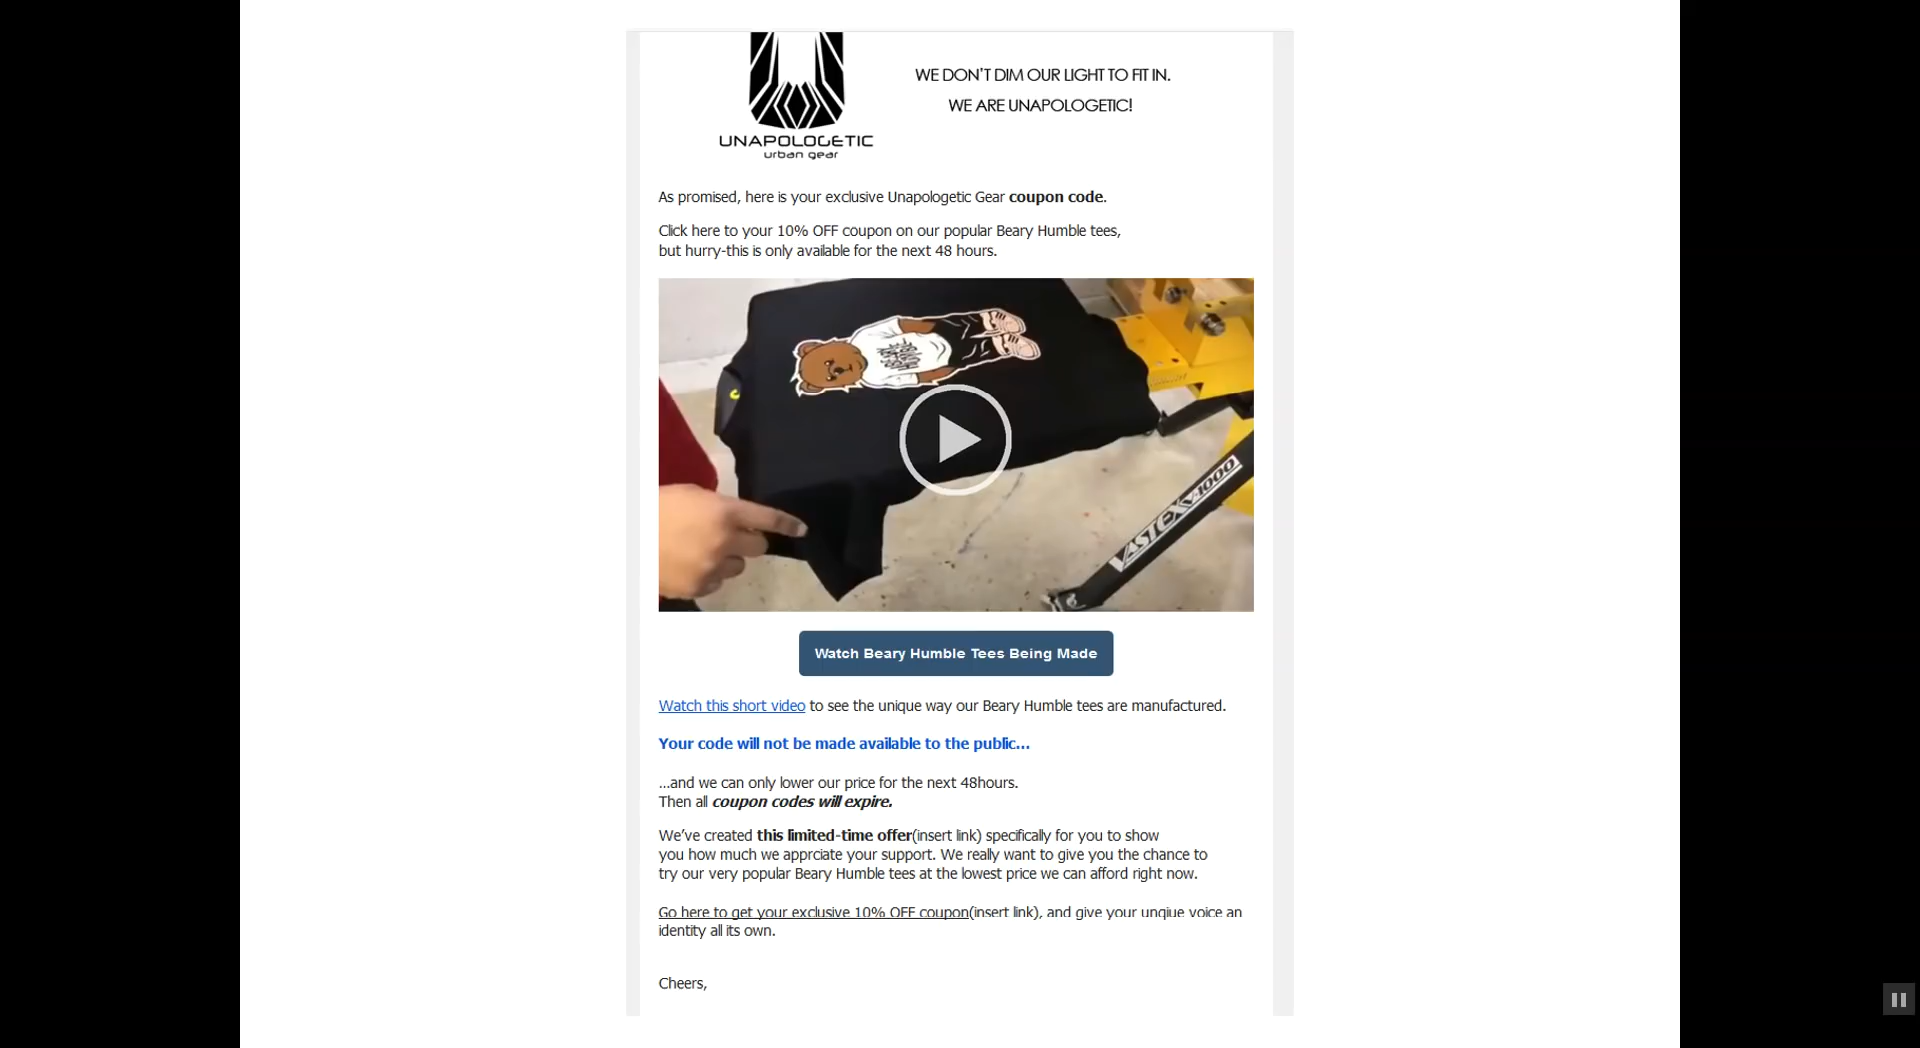 WE DON'T DIM OUR LIGHT TO FIT IN.
WE ARE UNAPOLOGETIC!
UNAPOLOGETIC
urban gear
As promised, here is your exclusive Unapologetic Gear coupon code.
Click here to your 10% OFF coupon on our popular Beary Humble tees,
but hurry-this is only available for the next 48 hours.
VASTEX V-1000
Watch Beary Humble Tees Being Made
Watch this short video to see the unique way our Beary Humble tees are manufactured.
Your code will not be made available to the public...
...and we can only lower our price for the next 48hours.
Then all coupon codes will expire.
We've created this limited-time offer(insert link) specifically for you to show
you how much we apprciate your support. We really want to give you the chance to
try our very popular Beary Humble tees at the lowest price we can afford right now.
Go here to get your exclusive 10% OFF coupon(insert link), and give your unqiue voice an
identity all its own.
Cheers,